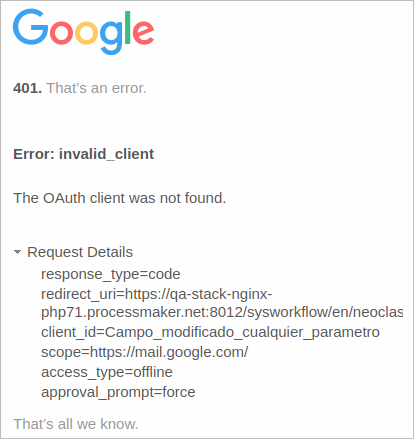 Google
401. That's an error.
Error: invalid_client
The OAuth client was not found.
Request Details
response_type=code
redirect_uri=https://qa-stack-nginx-
php71.processmaker.net:8012/sysworkflow/en/neoclas
client_id=Campo_modificado_cualquier_parametro
scope=https://mail.google.com/
access_type=offline
approval_prompt=force
That's all we know.